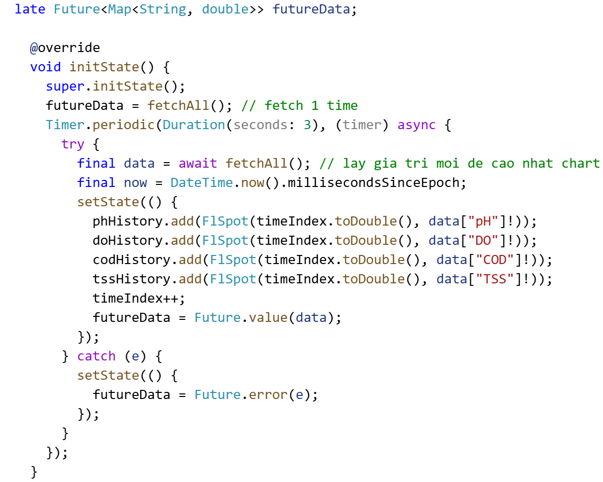 late Future<Map<String, double>> futureData;
@override
void initState() {
super.initState();
futureData = fetchAll(); // fetch 1 time
Timer.periodic(Duration(seconds: 3), (timer) async {
try {
final data = await fetchAll(); // lay gia tri moi de cao nhat chart
final now = DateTime.now().millisecondsSinceEpoch;
setState(() {
phHistory.add(FlSpot(timeIndex.toDouble(), data["pH"]!));
doHistory.add(FlSpot(timeIndex.toDouble(), data["DO"]!));
codHistory.add(FlSpot(timeIndex.toDouble(), data["COD"]!));
tssHistory.add(FlSpot(timeIndex.toDouble(), data["TSS"]!));
timeIndex++;
futureData = Future.value(data);
});
} catch (e) {
setState(() {
futureData = Future.error(e);
});
}
});
}